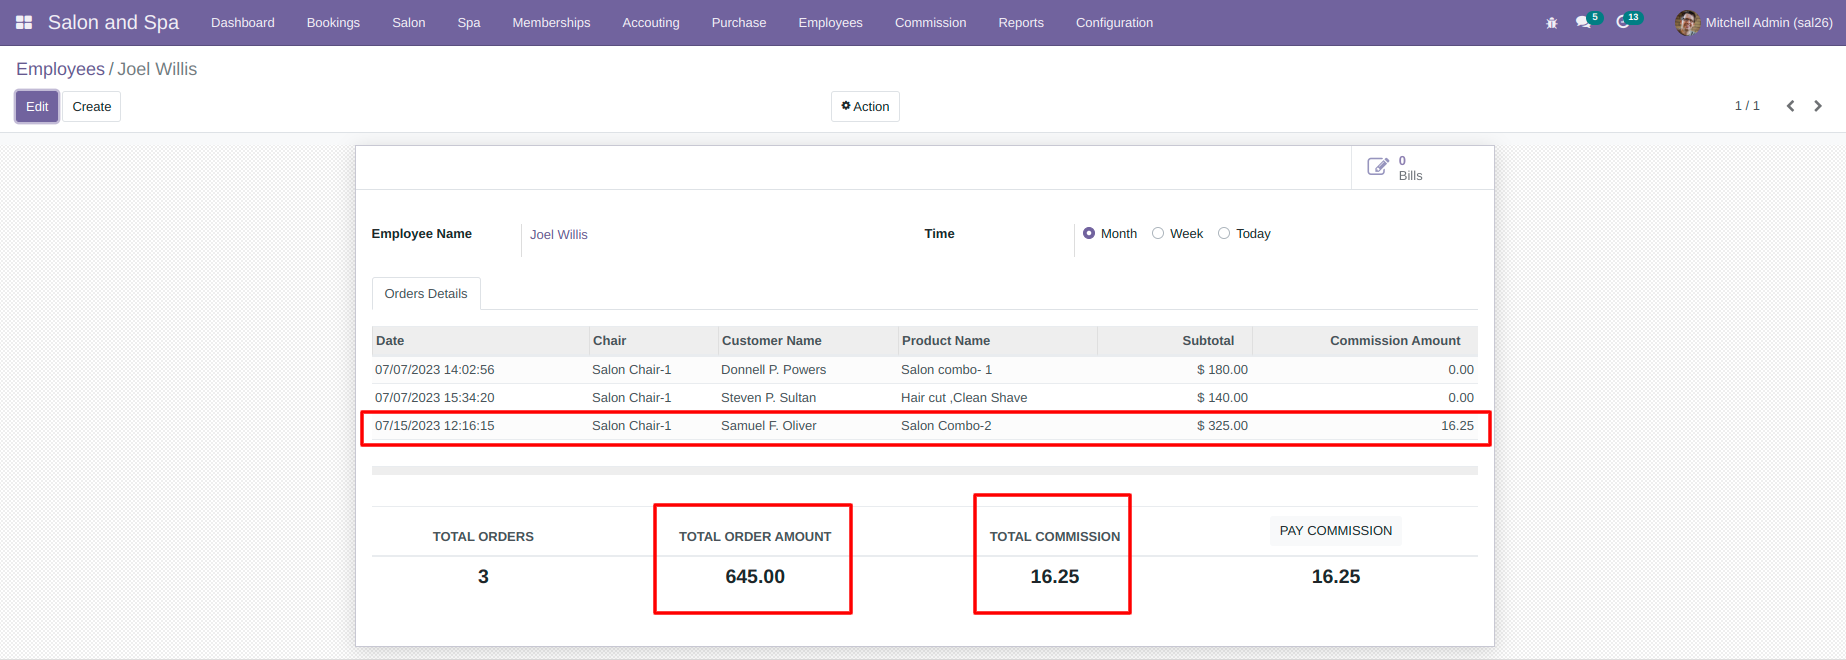 Salon and Spa Dashboard Bookings Salon Spa Memberships Accouting Purchase Employees Commission Reports Configuration 5 13 Mitchell Admin (sal26)
Employees / Joel Willis
Edit Create Action 1 / 1
0
Bills
Employee Name Joel Willis Time Month Week Today
Orders Details
Date Chair Customer Name Product Name Subtotal Commission Amount
07/07/2023 14:02:56 Salon Chair-1 Donnell P. Powers Salon combo- 1 $ 180.00 0.00
07/07/2023 15:34:20 Salon Chair-1 Steven P. Sultan Hair cut ,Clean Shave $ 140.00 0.00
07/15/2023 12:16:15 Salon Chair-1 Samuel F. Oliver Salon Combo-2 $ 325.00 16.25
TOTAL ORDERS TOTAL ORDER AMOUNT TOTAL COMMISSION PAY COMMISSION
3 645.00 16.25 16.25